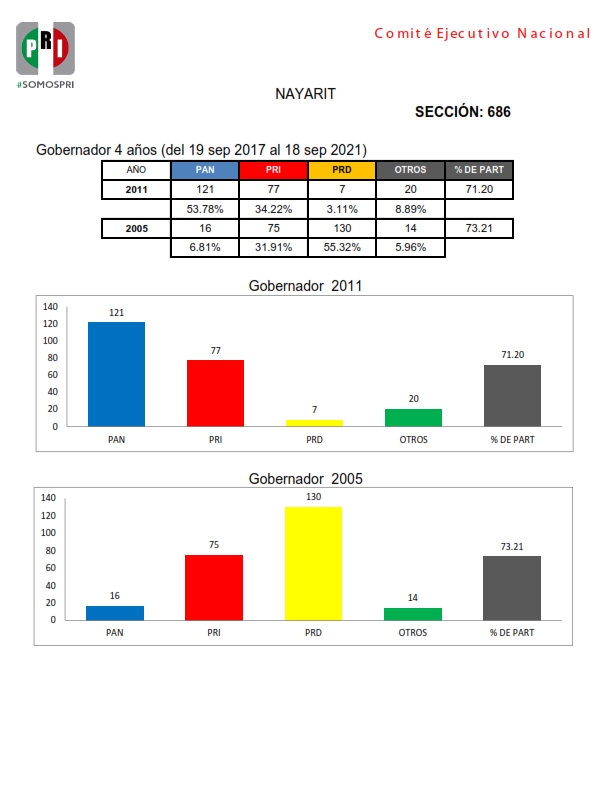 PRI
#SOMOSPRI
Comité Ejecutivo Nacional
NAYARIT
SECCIÓN: 686
Gobernador 4 años (del 19 sep 2017 al 18 sep 2021)
AÑO PAN PRI PRD OTROS % DE PART
2011 121 77 7 20 71.20
53.78% 34.22% 3.11% 8.89%
2005 16 75 130 14 73.21
6.81% 31.91% 55.32% 5.96%
Gobernador 2011
140
120
100
80
60
40
20
0
121
77
7
20
71.20
PAN PRI PRD OTROS % DE PART
Gobernador 2005
140
120
100
80
60
40
20
0
16
75
130
14
73.21
PAN PRI PRD OTROS % DE PART